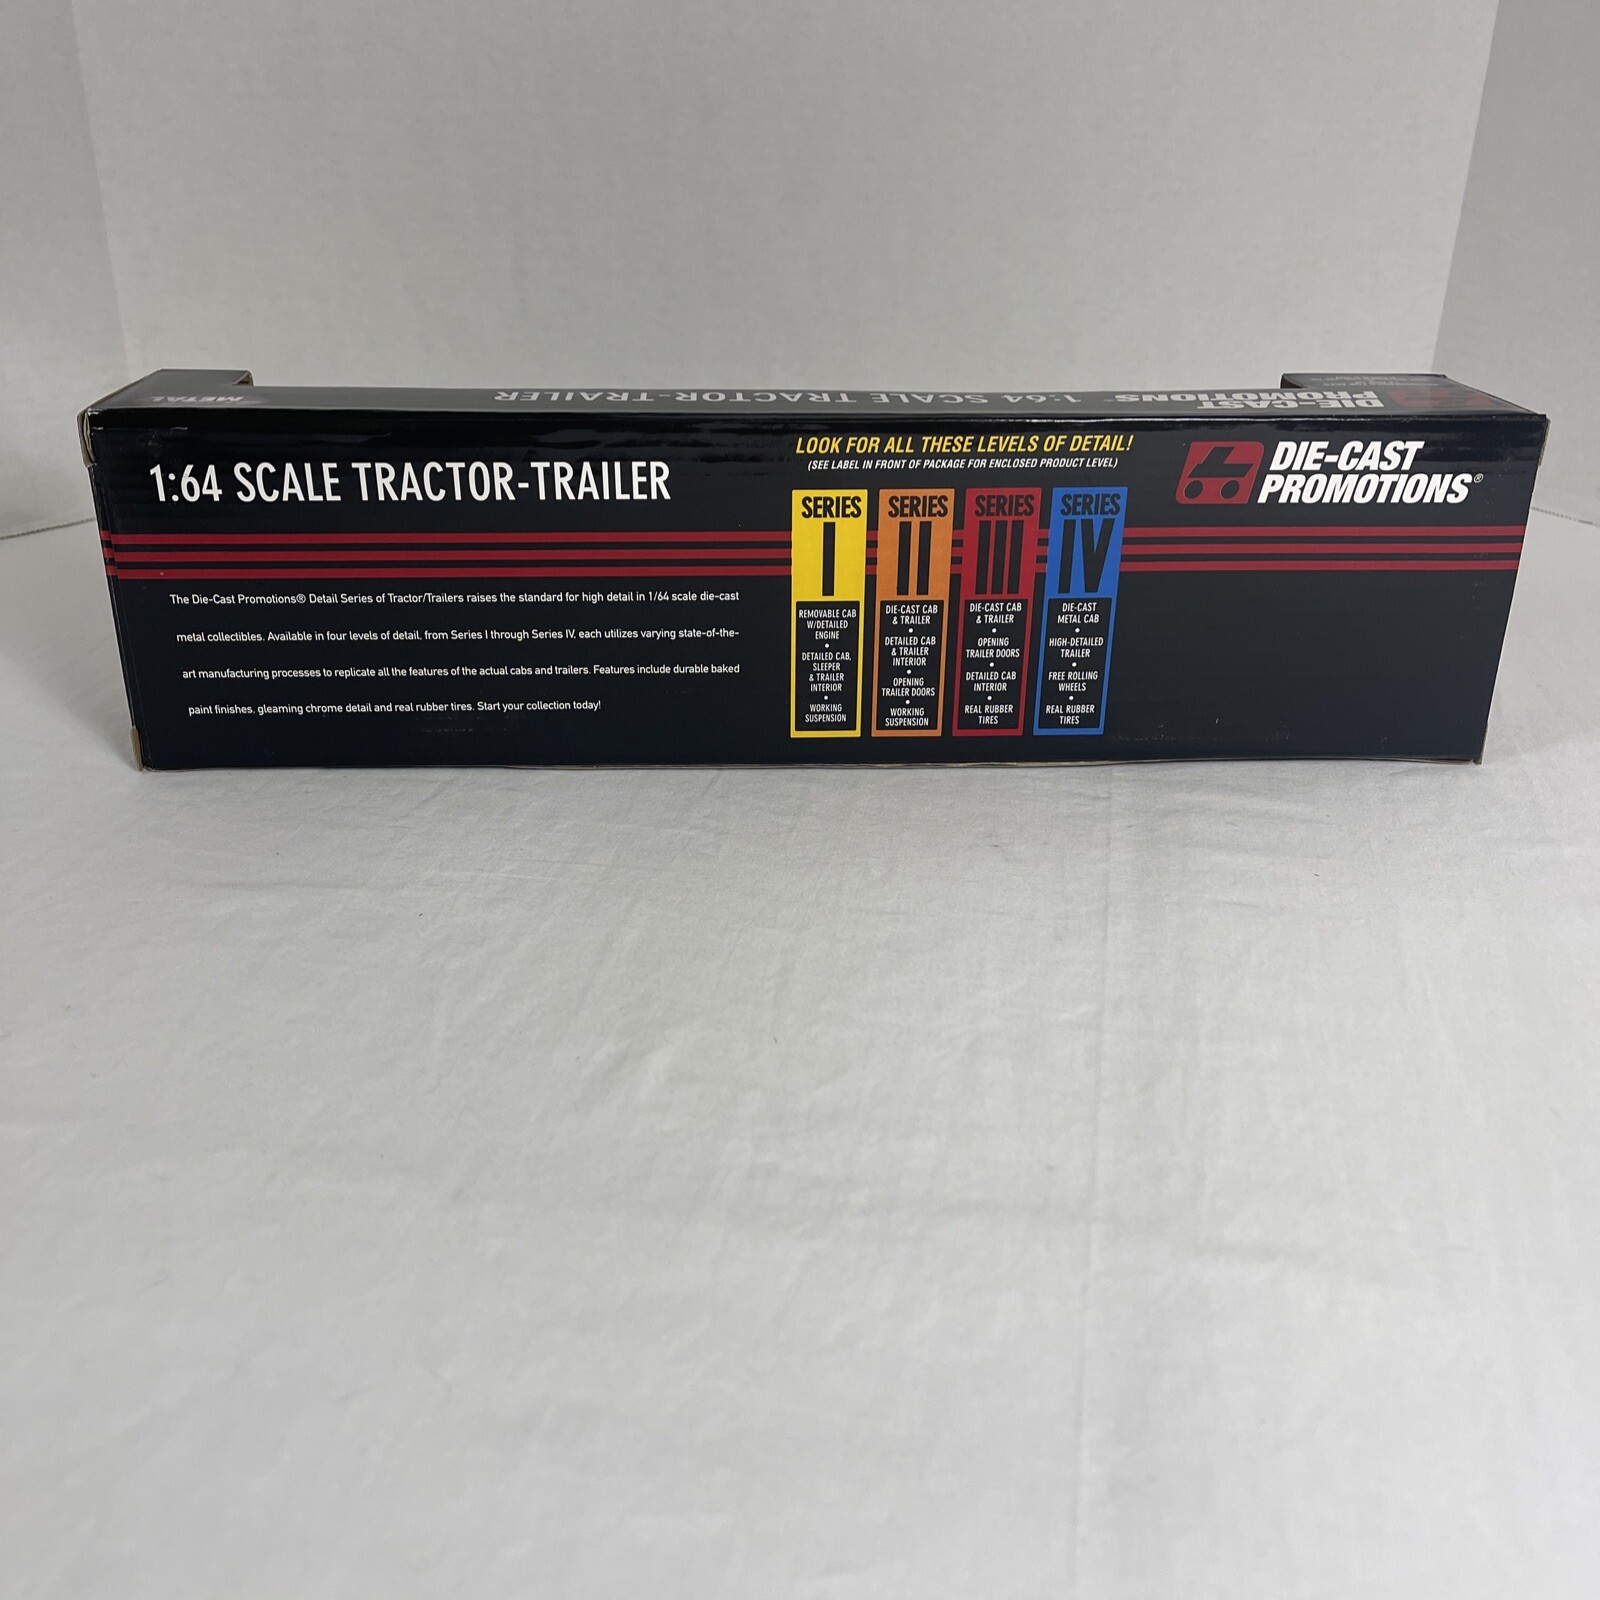 METAL
1:64 SCALE TRACTOR-TRAILER
DIE-CAST
PROMOTIONS
1:64 SCALE TRACTOR-TRAILER
The Die-Cast Promotions® Detail Series of Tractor/Trailers raises the standard for high detail in 1/64 scale die-cast
metal collectibles. Available in four levels of detail, from Series I through Series IV, each utilizes varying state-of-the-
art manufacturing processes to replicate all the features of the actual cabs and trailers. Features include durable baked
paint finishes, gleaming chrome detail and real rubber tires. Start your collection today!
LOOK FOR ALL THESE LEVELS OF DETAIL!
(SEE LABEL IN FRONT OF PACKAGE FOR ENCLOSED PRODUCT LEVEL)
SERIES
I
REMOVABLE CAB
W/DETAILED
ENGINE
•
DETAILED CAB,
SLEEPER
& TRAILER
INTERIOR
•
WORKING
SUSPENSION
SERIES
II
DIE-CAST CAB
& TRAILER
•
DETAILED CAB
& TRAILER
INTERIOR
•
OPENING
TRAILER DOORS
•
WORKING
SUSPENSION
SERIES
III
DIE-CAST CAB
& TRAILER
•
OPENING
TRAILER DOORS
•
DETAILED CAB
INTERIOR
•
REAL RUBBER
TIRES
SERIES
IV
DIE-CAST
METAL CAB
•
HIGH-DETAILED
TRAILER
•
FREE ROLLING
WHEELS
•
REAL RUBBER
TIRES
DIE-CAST
PROMOTIONS®